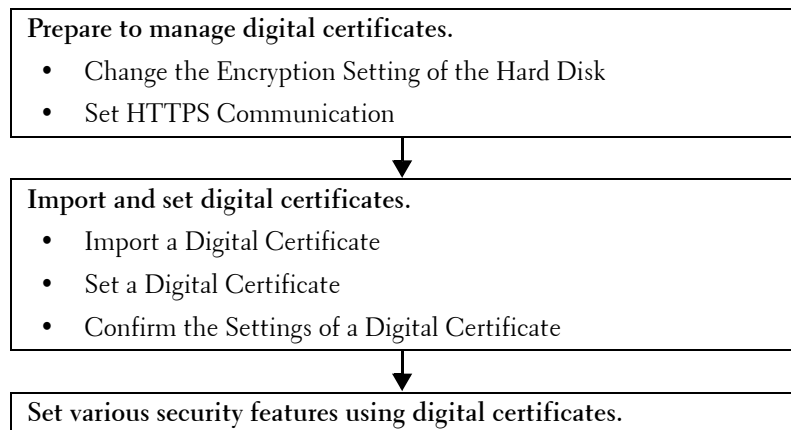 Prepare to manage digital certificates.
• Change the Encryption Setting of the Hard Disk
• Set HTTPS Communication
Import and set digital certificates.
• Import a Digital Certificate
• Set a Digital Certificate
• Confirm the Settings of a Digital Certificate
Set various security features using digital certificates.